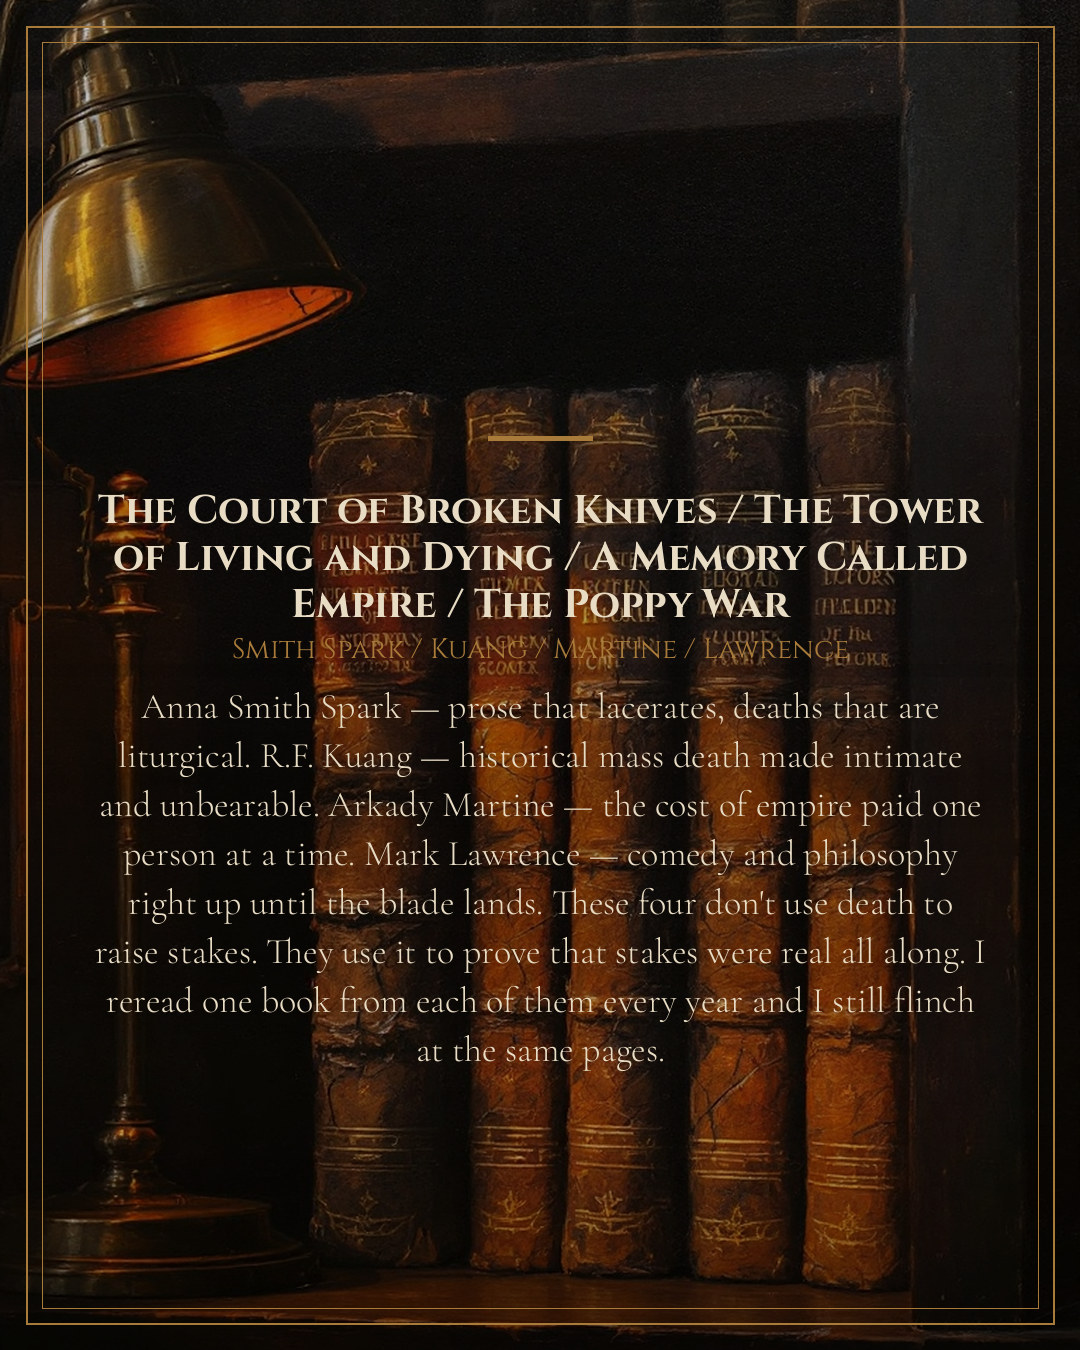 The Court of Broken Knives / The Tower
of Living and Dying / A Memory Called
Empire / The Poppy War
Smith Spark / Kuang / Martine / Lawrence
Anna Smith Spark — prose that lacerates, deaths that are
liturgical. R.F. Kuang — historical mass death made intimate
and unbearable. Arkady Martine — the cost of empire paid one
person at a time. Mark Lawrence — comedy and philosophy
right up until the blade lands. These four don't use death to
raise stakes. They use it to prove that stakes were real all along. I
reread one book from each of them every year and I still flinch
at the same pages.